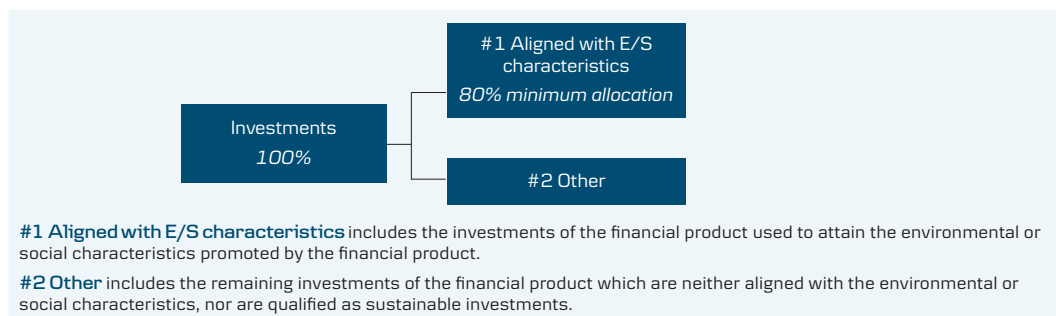 #1 Aligned with E/S
characteristics
80% minimum allocation
Investments
100%
#2 Other
#1 Aligned with E/S characteristics includes the investments of the financial product used to attain the environmental or
social characteristics promoted by the financial product.
#2 Other includes the remaining investments of the financial product which are neither aligned with the environmental or
social characteristics, nor are qualified as sustainable investments.